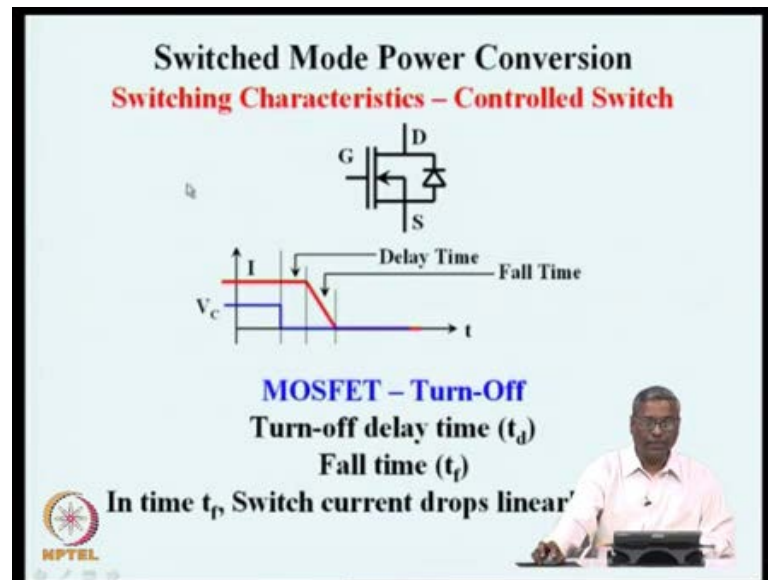 Switched Mode Power Conversion
Switching Characteristics – Controlled Switch
D
G
S
I
Delay Time
Fall Time
Vc
t
MOSFET – Turn-Off
Turn-off delay time (td)
Fall time (tf)
In time tf, Switch current drops
NPTEL